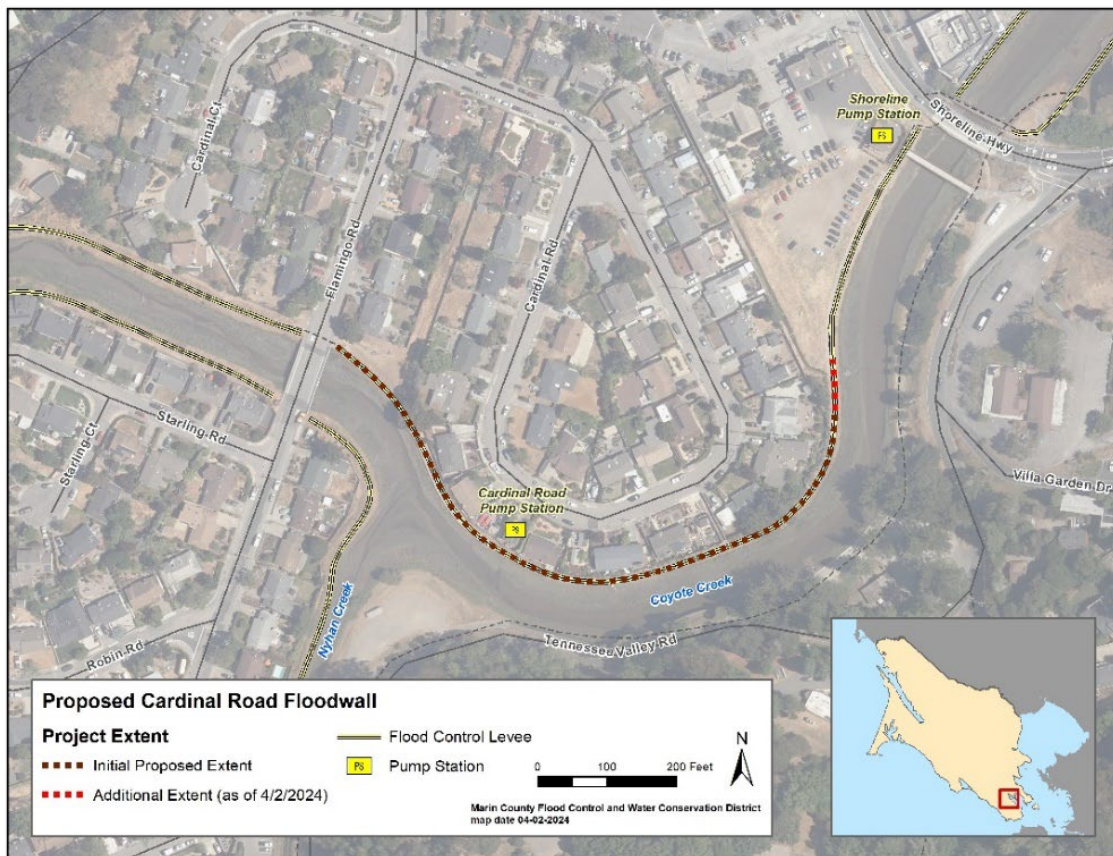 Shoreline
Pump Station
PS
Shoreline Hwy
Cardinal Ct
Flamingo Rd
Cardinal Rd
Starling Rd
Starling Ct
Villa Garden Dr
Cardinal Road
Pump Station
PS
Coyote Creek
Nyhan Creek
Tennessee Valley Rd
Robin Rd
Proposed Cardinal Road Floodwall
Project Extent
Initial Proposed Extent
Additional Extent (as of 4/2/2024)
Flood Control Levee
PS Pump Station
0 100 200 Feet
N
Marin County Flood Control and Water Conservation District
map date 04-02-2024